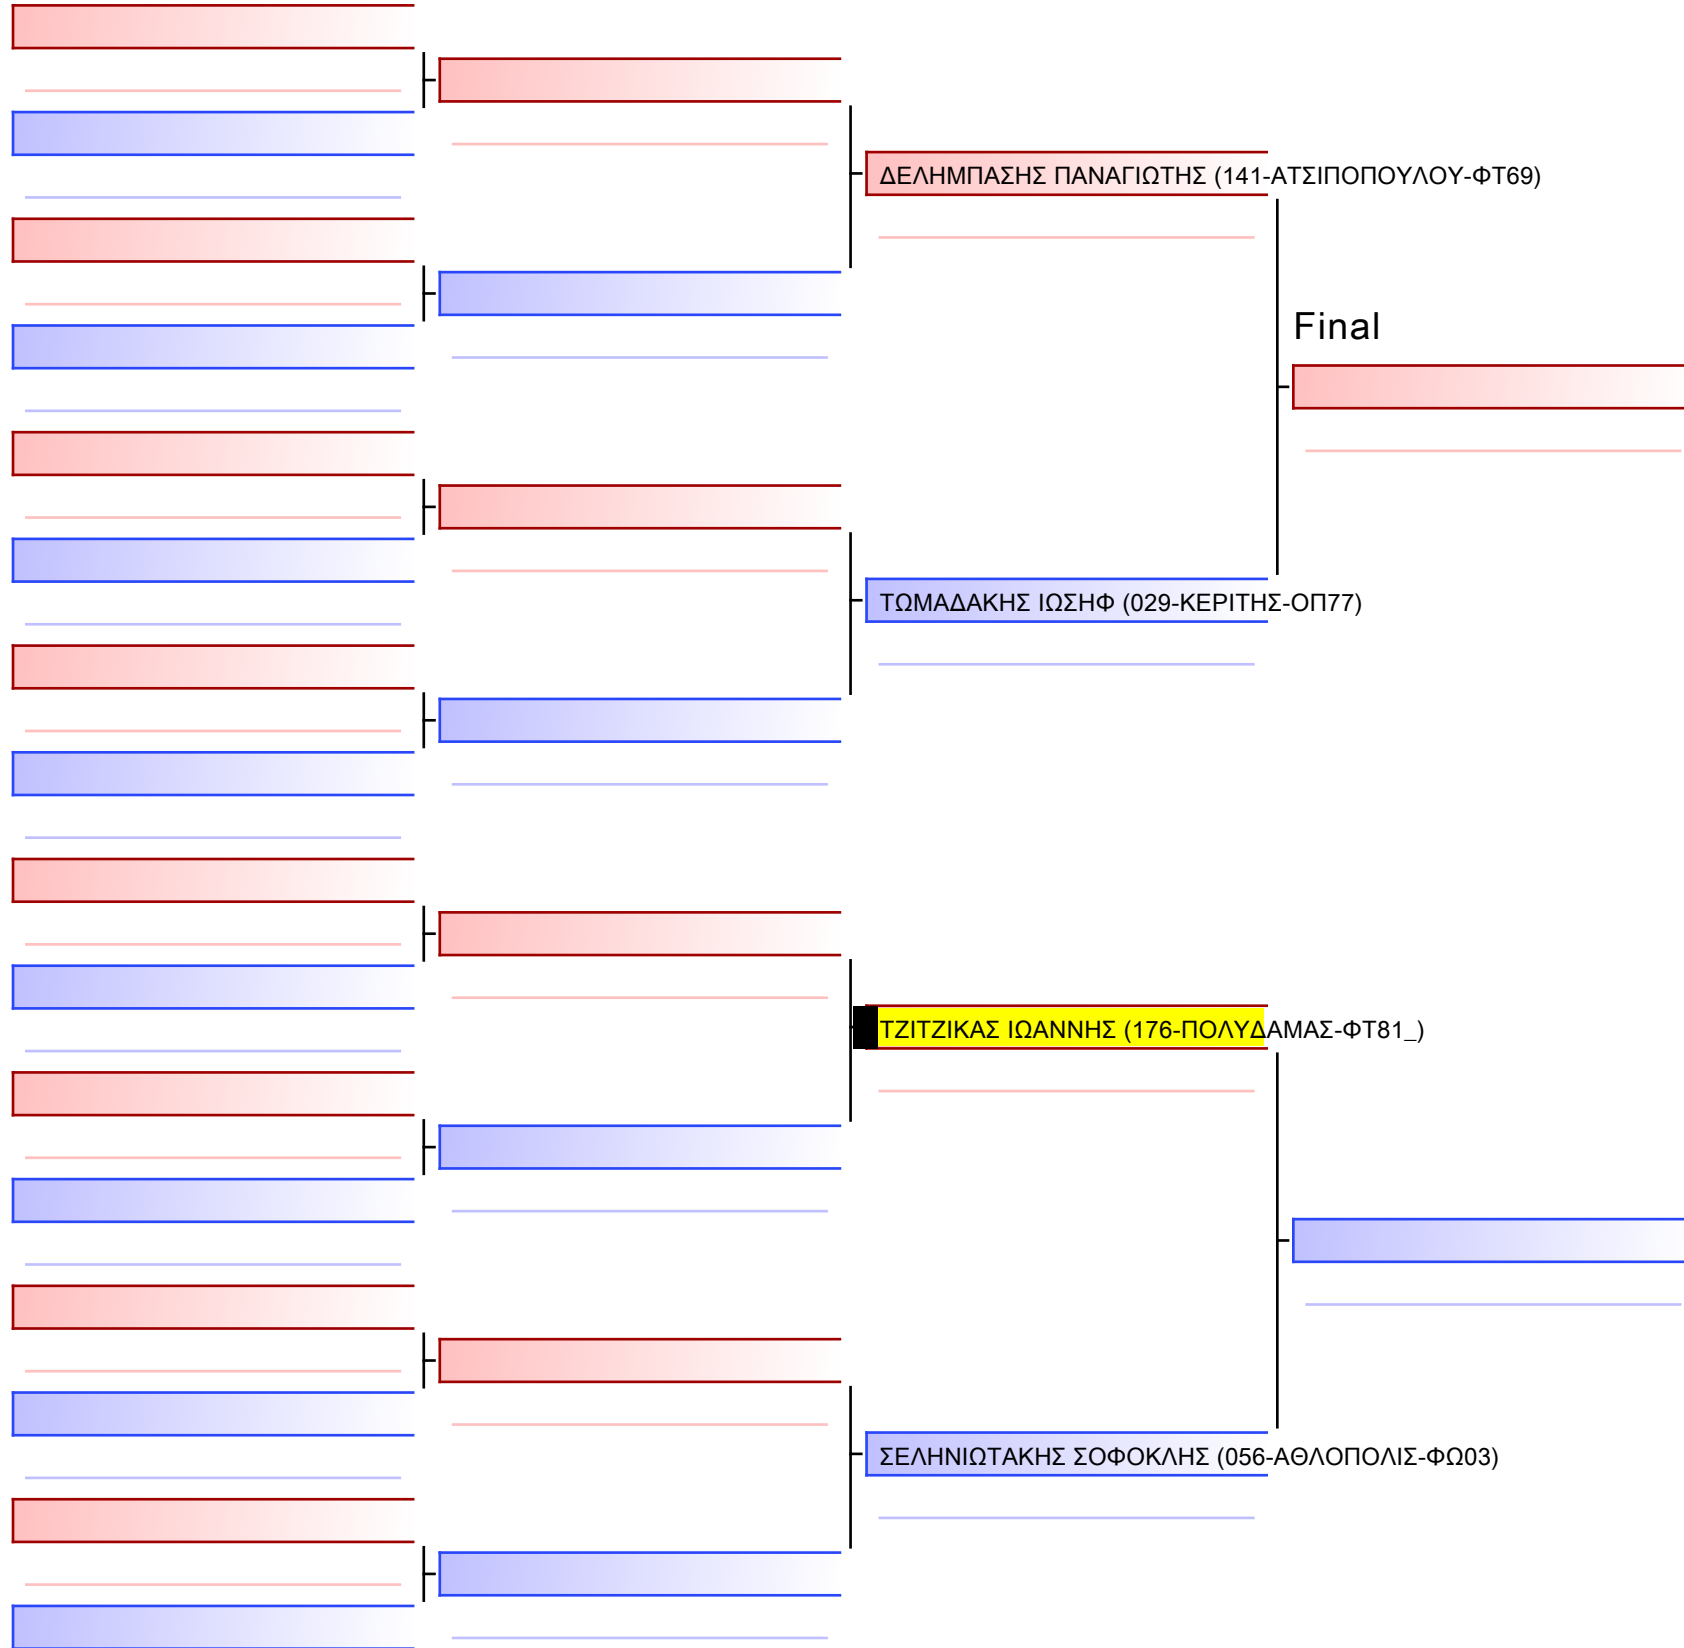 ΔΕΛΗΜΠΑΣΗΣ ΠΑΝΑΓΙΩΤΗΣ (141-ΑΤΣΙΠΟΠΟΥΛΟΥ-ΦΤ69)
Final
ΤΩΜΑΔΑΚΗΣ ΙΩΣΗΦ (029-ΚΕΡΙΤΗΣ-ΟΠ77)
ΤΖΙΤΖΙΚΑΣ ΙΩΑΝΝΗΣ (176-ΠΟΛΥΔΑΜΑΣ-ΦΤ81_)
ΣΕΛΗΝΙΩΤΑΚΗΣ ΣΟΦΟΚΛΗΣ (056-ΑΘΛΟΠΟΛΙΣ-ΦΩ03)